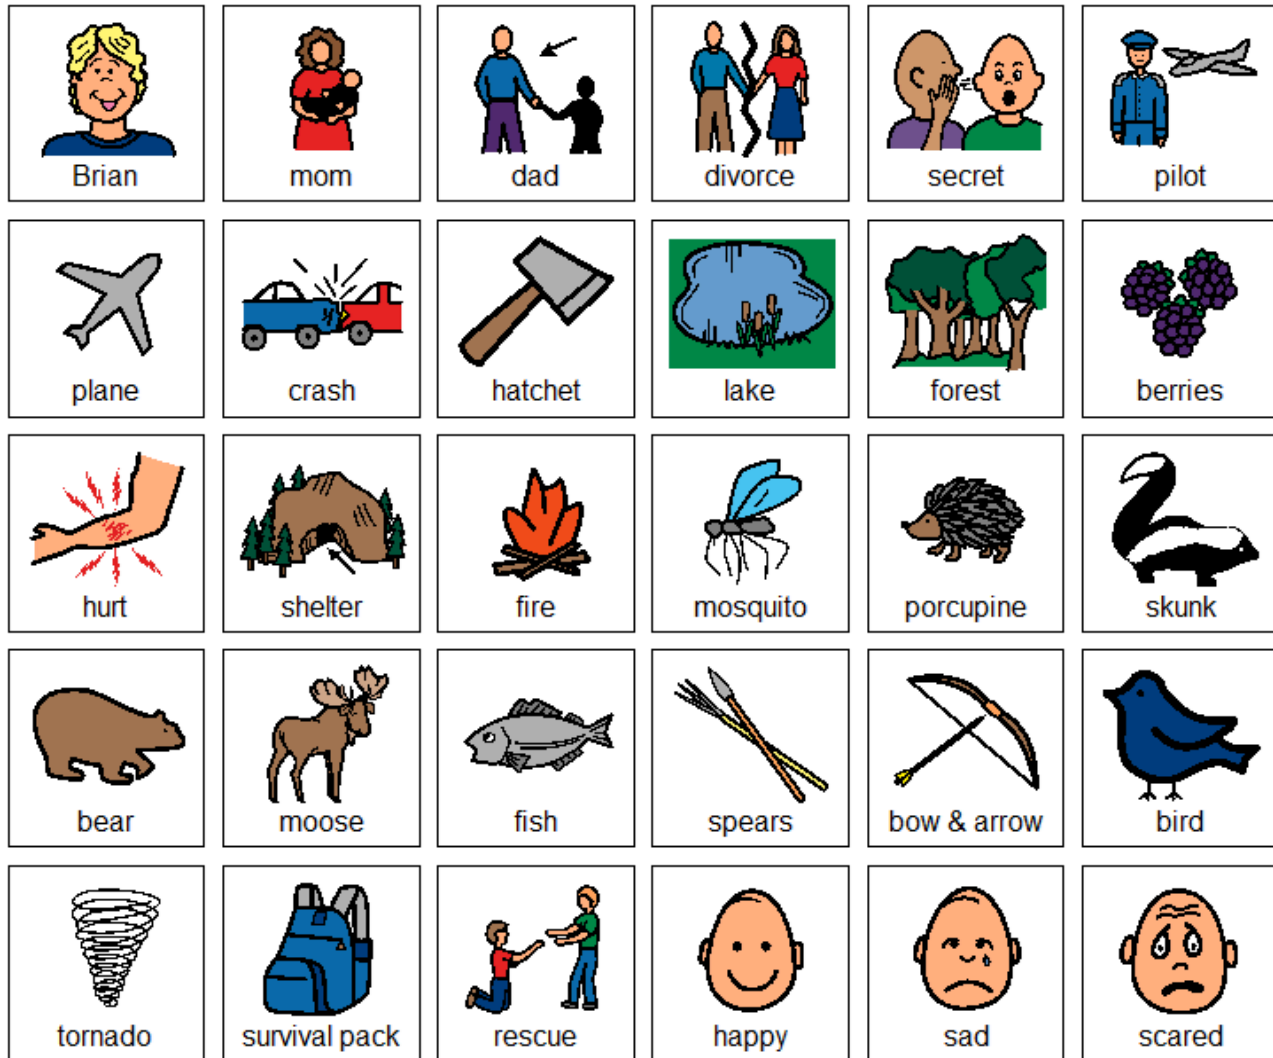 Brian
mom
dad
divorce
secret
pilot
plane
crash
hatchet
lake
forest
berries
hurt
shelter
fire
mosquito
porcupine
skunk
bear
moose
fish
spears
bow & arrow
bird
tornado
survival pack
rescue
happy
sad
scared